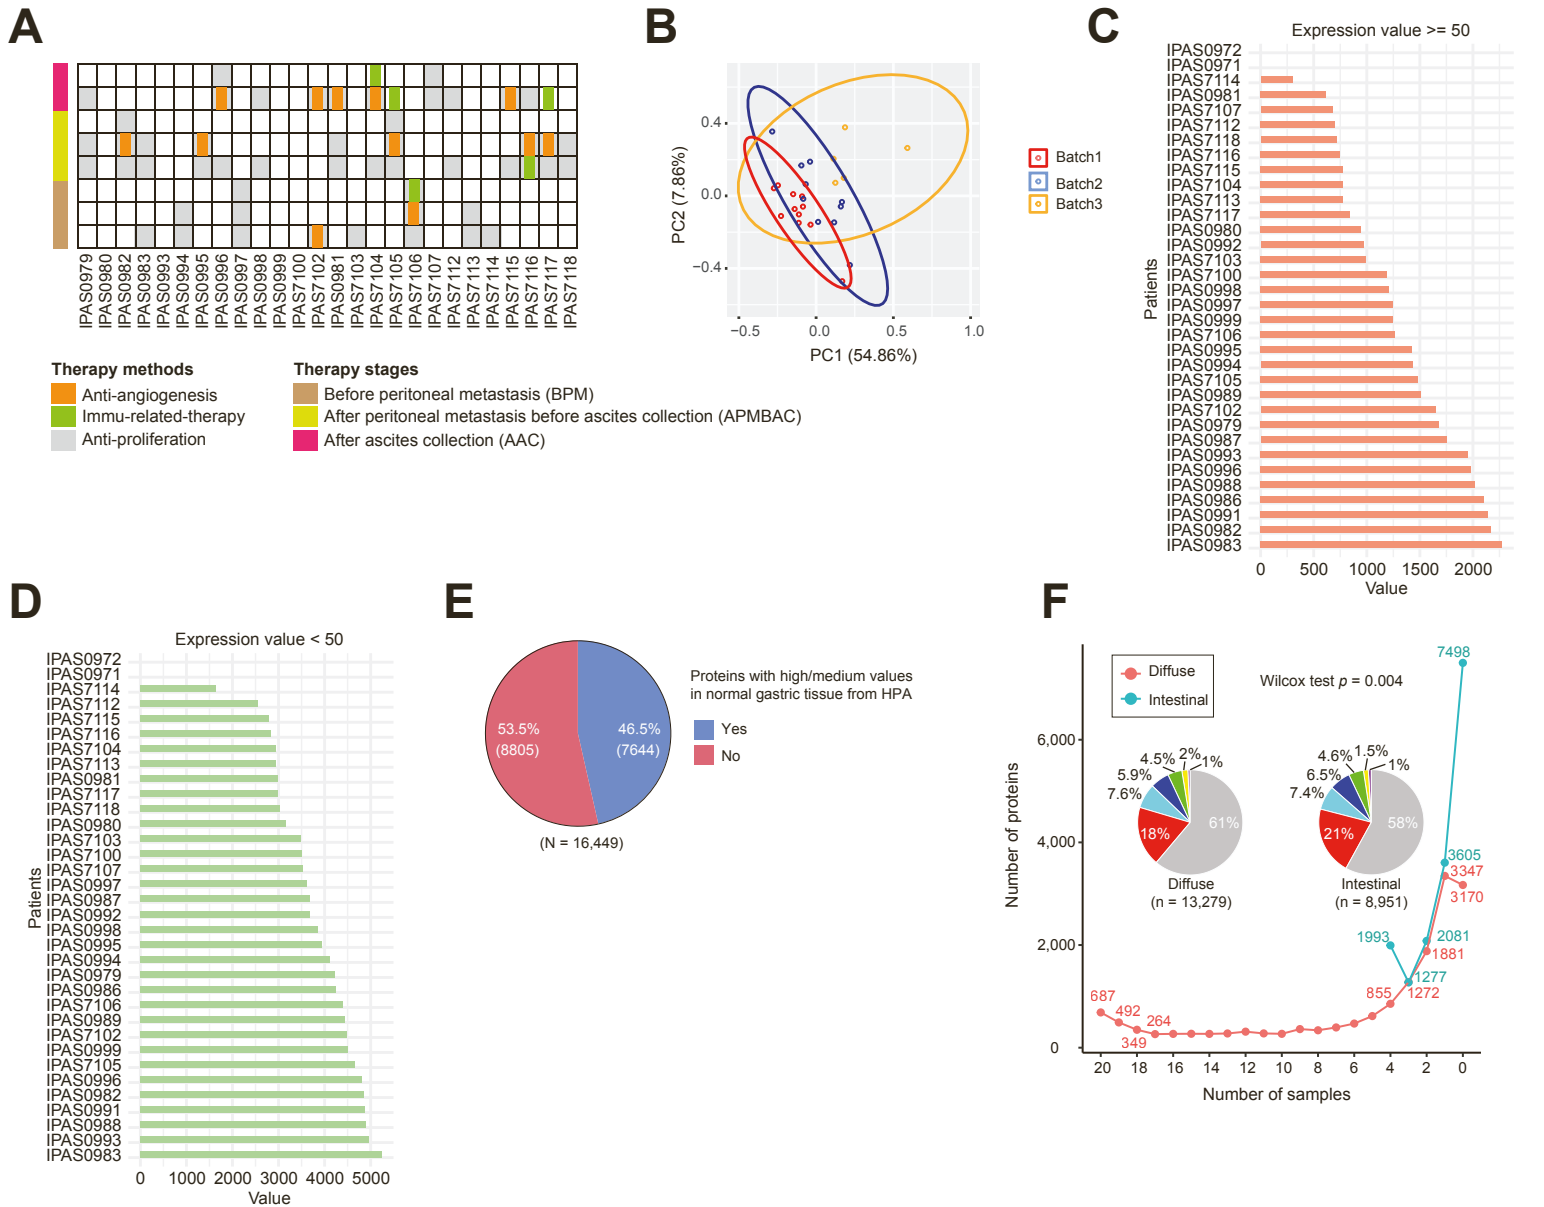 A
IPAS0979
IPAS0980
IPAS0982
IPAS0983
IPAS0993
IPAS0994
IPAS0995
IPAS0996
IPAS0997
IPAS0998
IPAS0999
IPAS7100
IPAS7102
IPAS0981
IPAS7103
IPAS7104
IPAS7105
IPAS7106
IPAS7107
IPAS7112
IPAS7113
IPAS7114
IPAS7115
IPAS7116
IPAS7117
IPAS7118
Therapy methods
Anti-angiogenesis
Immu-related-therapy
Anti-proliferation
Therapy stages
Before peritoneal metastasis (BPM)
After peritoneal metastasis before ascites collection (APMBAC)
After ascites collection (AAC)
B
PC2 (7.86%)
0.4
0.0
−0.4
−0.5
0.0
0.5
1.0
PC1 (54.86%)
Batch1
Batch2
Batch3
C
Expression value >= 50
Patients
IPAS0972
IPAS0971
IPAS7114
IPAS0981
IPAS7107
IPAS7112
IPAS7118
IPAS7116
IPAS7115
IPAS7104
IPAS7113
IPAS7117
IPAS0980
IPAS0992
IPAS7103
IPAS7100
IPAS0998
IPAS0997
IPAS0999
IPAS7106
IPAS0995
IPAS0994
IPAS7105
IPAS0989
IPAS7102
IPAS0979
IPAS0987
IPAS0993
IPAS0996
IPAS0988
IPAS0986
IPAS0991
IPAS0982
IPAS0983
0 500 1000 1500 2000
Value
D
Expression value < 50
Patients
IPAS0972
IPAS0971
IPAS7114
IPAS7112
IPAS7115
IPAS7116
IPAS7104
IPAS7113
IPAS0981
IPAS7117
IPAS7118
IPAS0980
IPAS7103
IPAS7100
IPAS7107
IPAS0997
IPAS0987
IPAS0992
IPAS0998
IPAS0995
IPAS0994
IPAS0979
IPAS0986
IPAS7106
IPAS0989
IPAS7102
IPAS0999
IPAS7105
IPAS0996
IPAS0982
IPAS0991
IPAS0988
IPAS0993
IPAS0983
0 1000 2000 3000 4000 5000
Value
E
53.5%
(8805)
46.5%
(7644)
(N = 16,449)
Proteins with high/medium values
in normal gastric tissue from HPA
Yes
No
F
Diffuse
Intestinal
Wilcox test p = 0.004
Number of proteins
6,000
4,000
2,000
0
61%
18%
7.6%
5.9%
4.5%
2%
1%
Diffuse
(n = 13,279)
58%
21%
7.4%
6.5%
4.6%
1.5%
1%
Intestinal
(n = 8,951)
7498
3605
3347
3170
1993
2081
1881
1277
1272
855
687
492
349
264
20 18 16 14 12 10 8 6 4 2 0
Number of samples